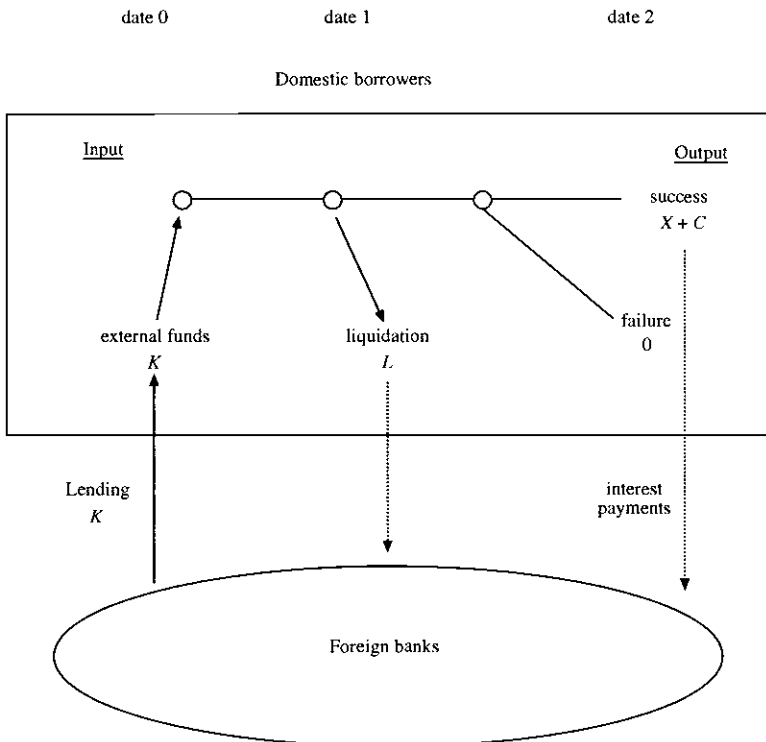 date 0 date 1 date 2
Domestic borrowers
Input Output
success
X + C
external funds
K
liquidation
L
failure
0
Lending
K
interest
payments
Foreign banks